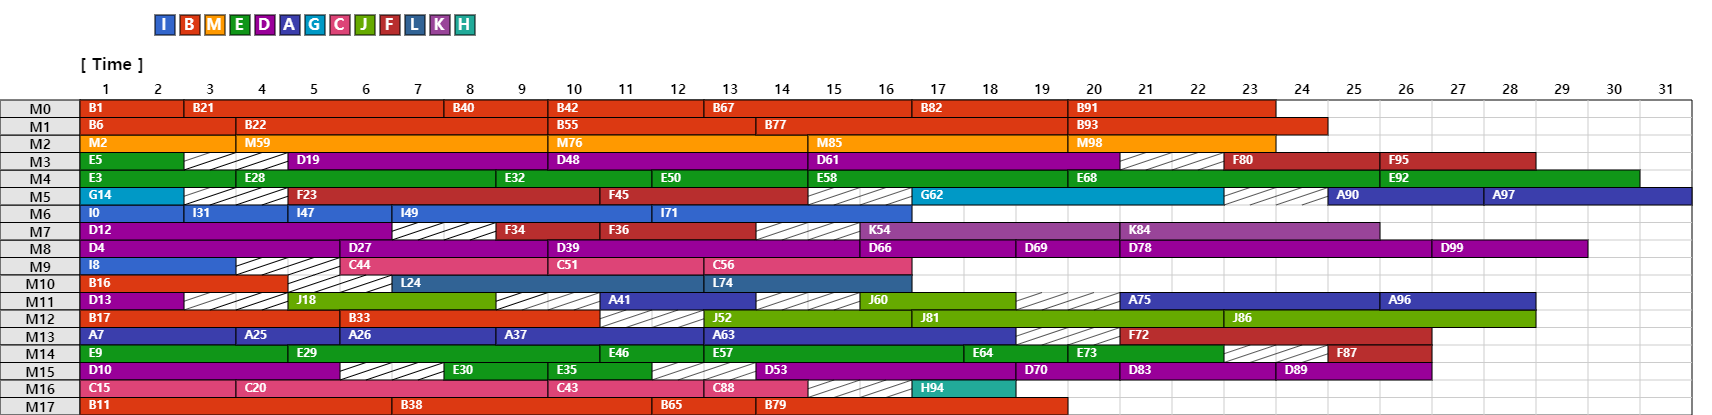 I B M E D A G C J F L K H
[ Time ]
1 2 3 4 5 6 7 8 9 10 11 12 13 14 15 16 17 18 19 20 21 22 23 24 25 26 27 28 29 30 31
M0 B1 B21 B40 B42 B67 B82 B91
M1 B6 B22 B55 B77 B93
M2 M2 M59 M76 M85 M98
M3 E5 D19 D48 D61 F80 F95
M4 E3 E28 E32 E50 E58 E68 E92
M5 G14 F23 F45 G62 A90 A97
M6 I0 I31 I47 I49 I71
M7 D12 F34 F36 K54 K84
M8 D4 D27 D39 D66 D69 D78 D99
M9 I8 C44 C51 C56
M10 B16 L24 L74
M11 D13 J18 A41 J60 A75 A96
M12 B17 B33 J52 J81 J86
M13 A7 A25 A26 A37 A63 F72
M14 E9 E29 E46 E57 E64 E73 F87
M15 D10 E30 E35 D53 D70 D83 D89
M16 C15 C20 C43 C88 H94
M17 B11 B38 B65 B79